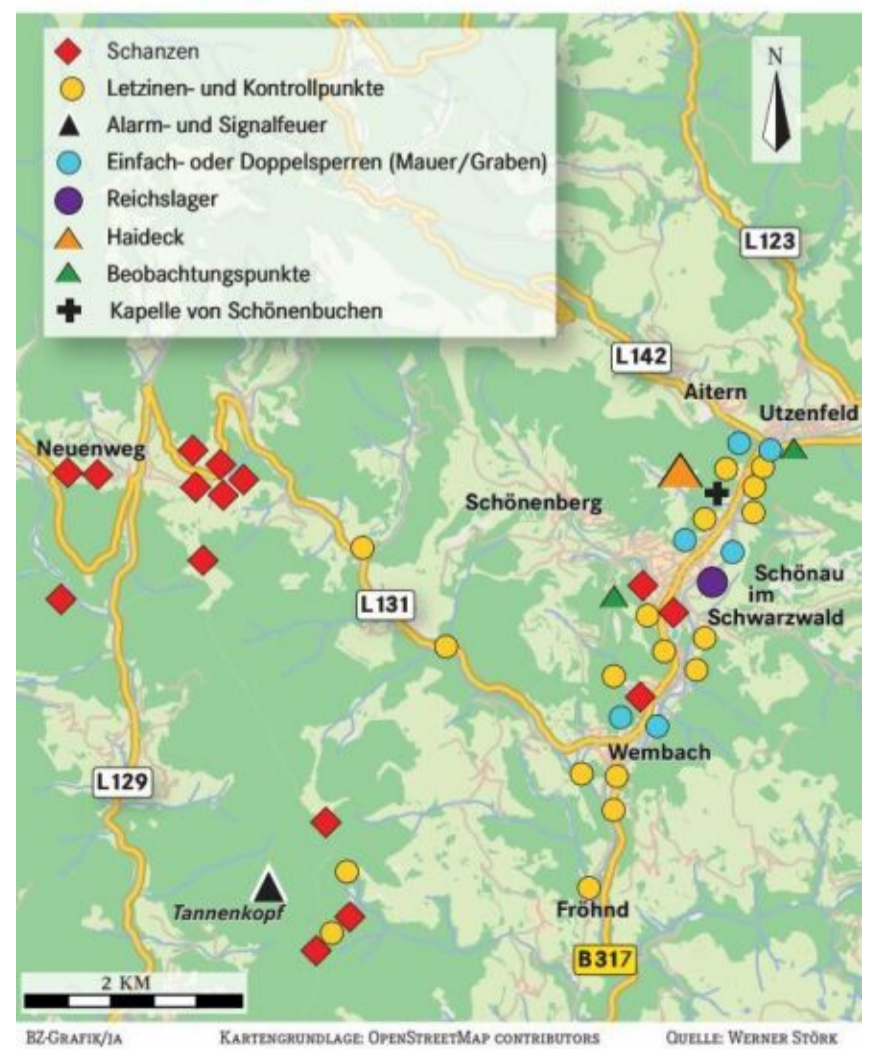 Schanzen
Letzinen- und Kontrollpunkte
Alarm- und Signalfeuer
Einfach- oder Doppelsperren (Mauer/Graben)
Reichslager
Haideck
Beobachtungspunkte
Kapelle von Schönenbuchen
N
L123
L142
Aitern
Utzenfeld
Neuenweg
Schönenberg
Schönau
im
Schwarzwald
L131
Wembach
L129
Tannenkopf
Fröhnd
B317
2 KM
BZ-Grafik/ja
Kartengrundlage: OpenStreetMap contributors
Quelle: Werner Störk